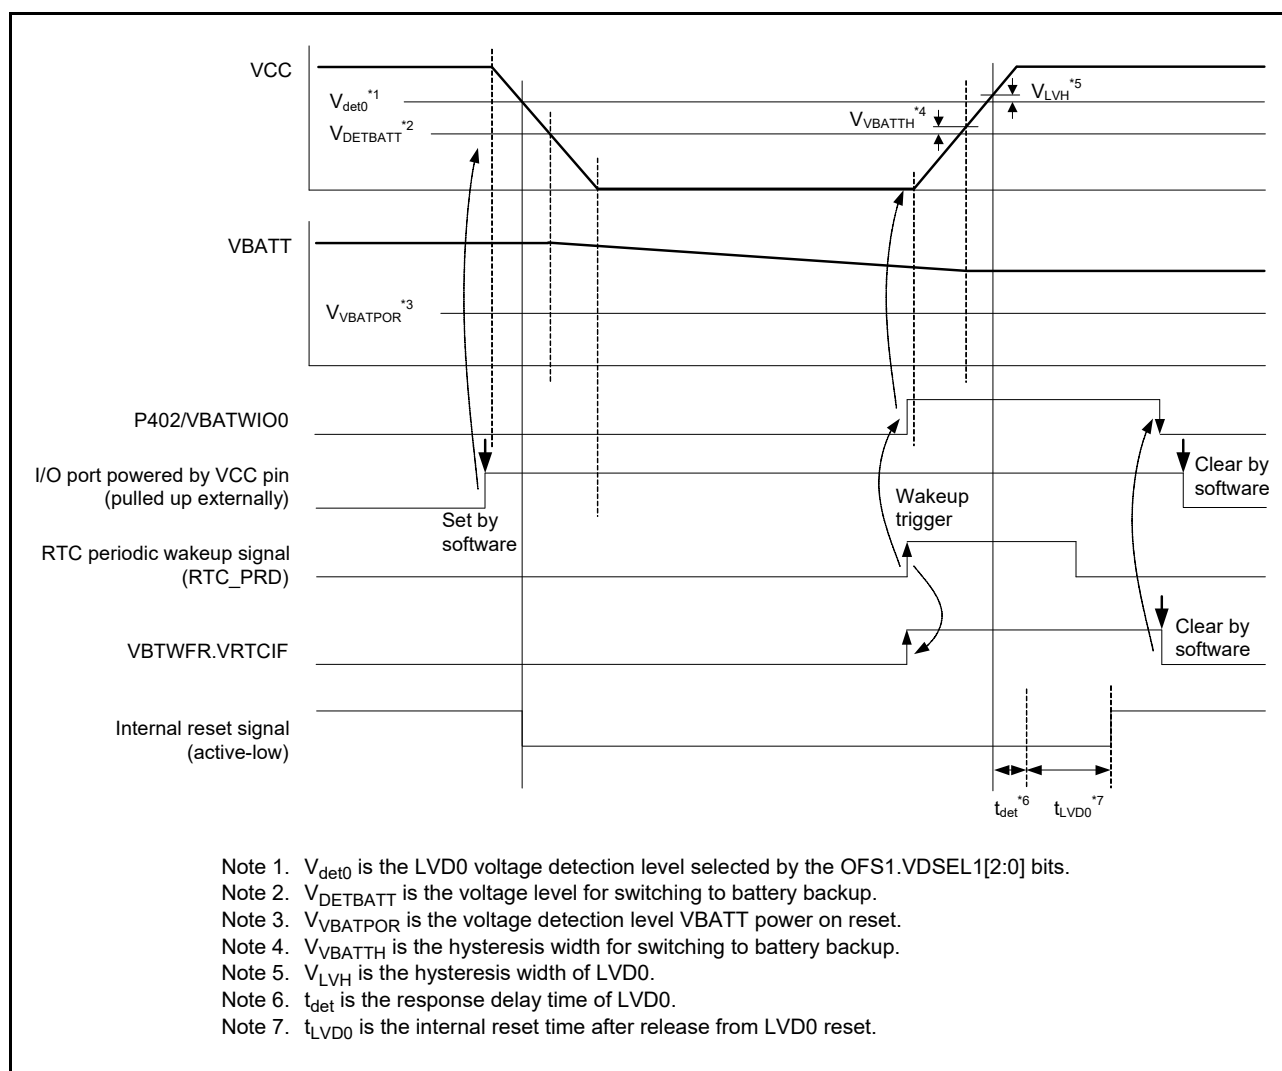 VCC
Vdet0*1
VDETBATT*2
VVBATTH*4
VLVH*5
VBATT
VVBATPOR*3
P402/VBATWIO0
I/O port powered by VCC pin
(pulled up externally)
Set by
software
Wakeup
trigger
Clear by
software
RTC periodic wakeup signal
(RTC_PRD)
VBTWFR.VRTCIF
Clear by
software
Internal reset signal
(active-low)
tdet*6
tLVD0*7
Note 1. Vdet0 is the LVD0 voltage detection level selected by the OFS1.VDSEL1[2:0] bits.
Note 2. VDETBATT is the voltage level for switching to battery backup.
Note 3. VVBATPOR is the voltage detection level VBATT power on reset.
Note 4. VVBATTH is the hysteresis width for switching to battery backup.
Note 5. VLVH is the hysteresis width of LVD0.
Note 6. tdet is the response delay time of LVD0.
Note 7. tLVD0 is the internal reset time after release from LVD0 reset.